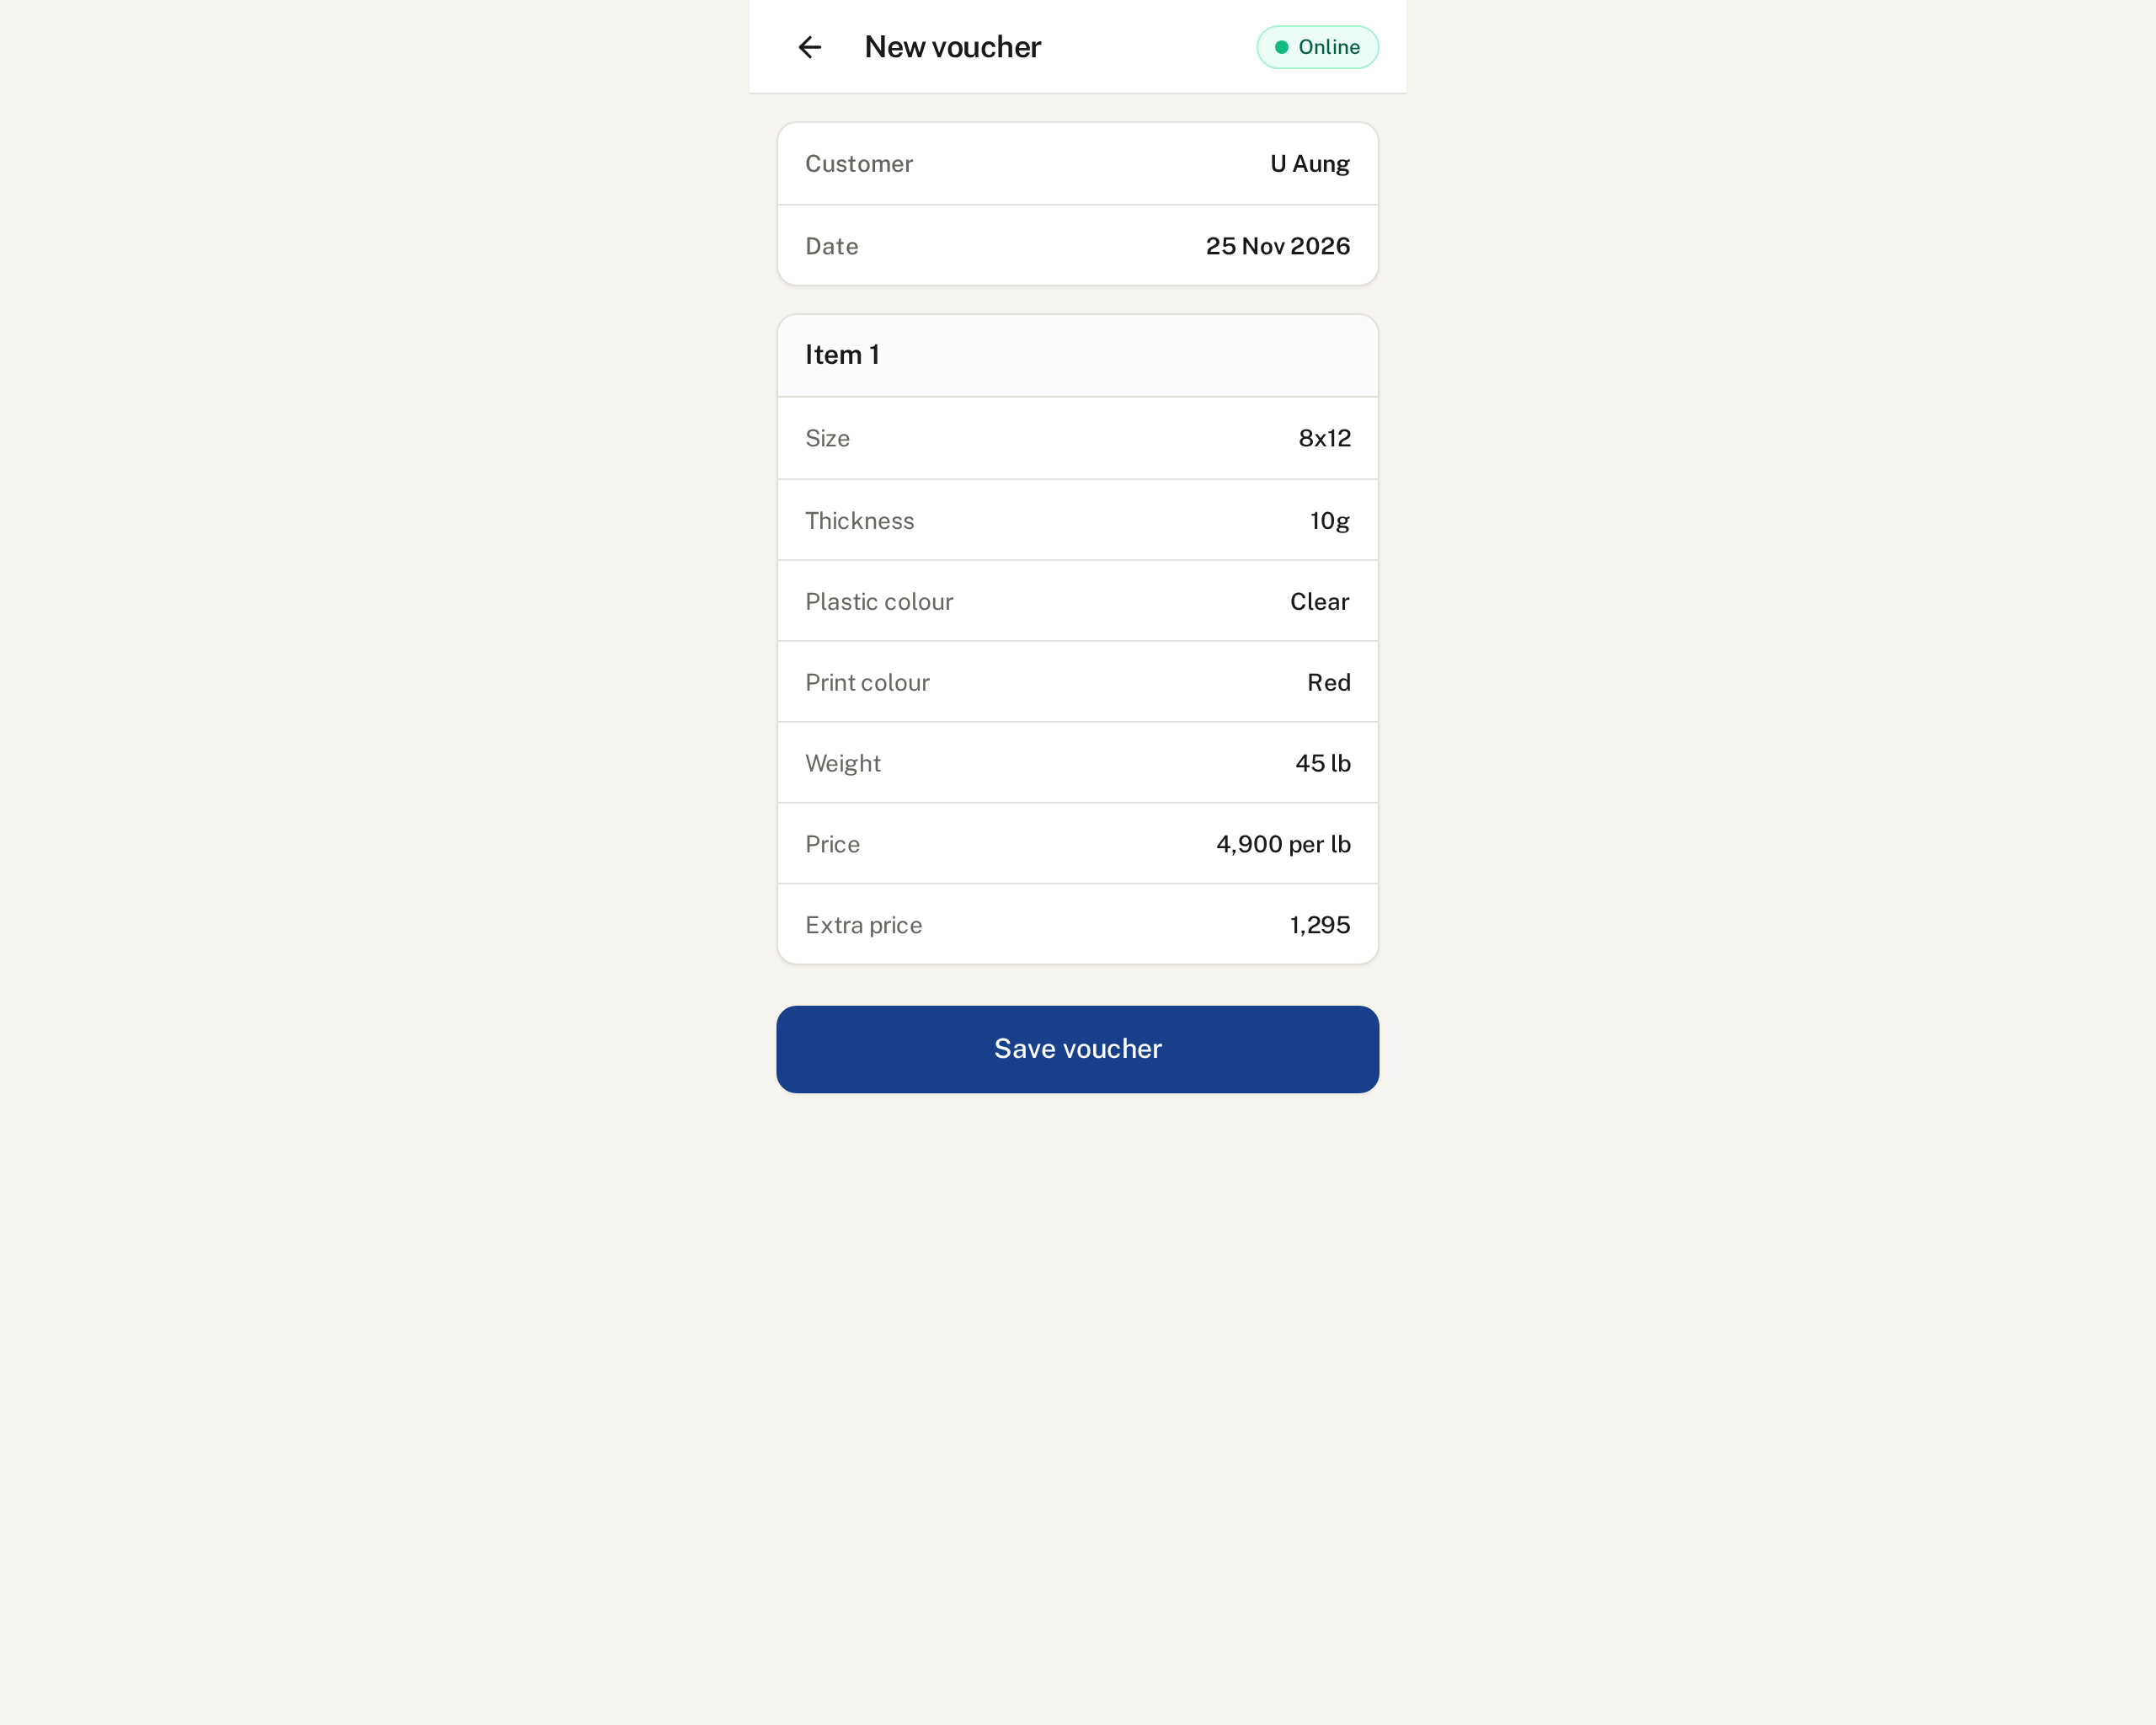 New voucher
Online
Customer
U Aung
Date
25 Nov 2026
Item 1
Size
8x12
Thickness
10g
Plastic colour
Clear
Print colour
Red
Weight
45 lb
Price
4,900 per lb
Extra price
1,295
Save voucher